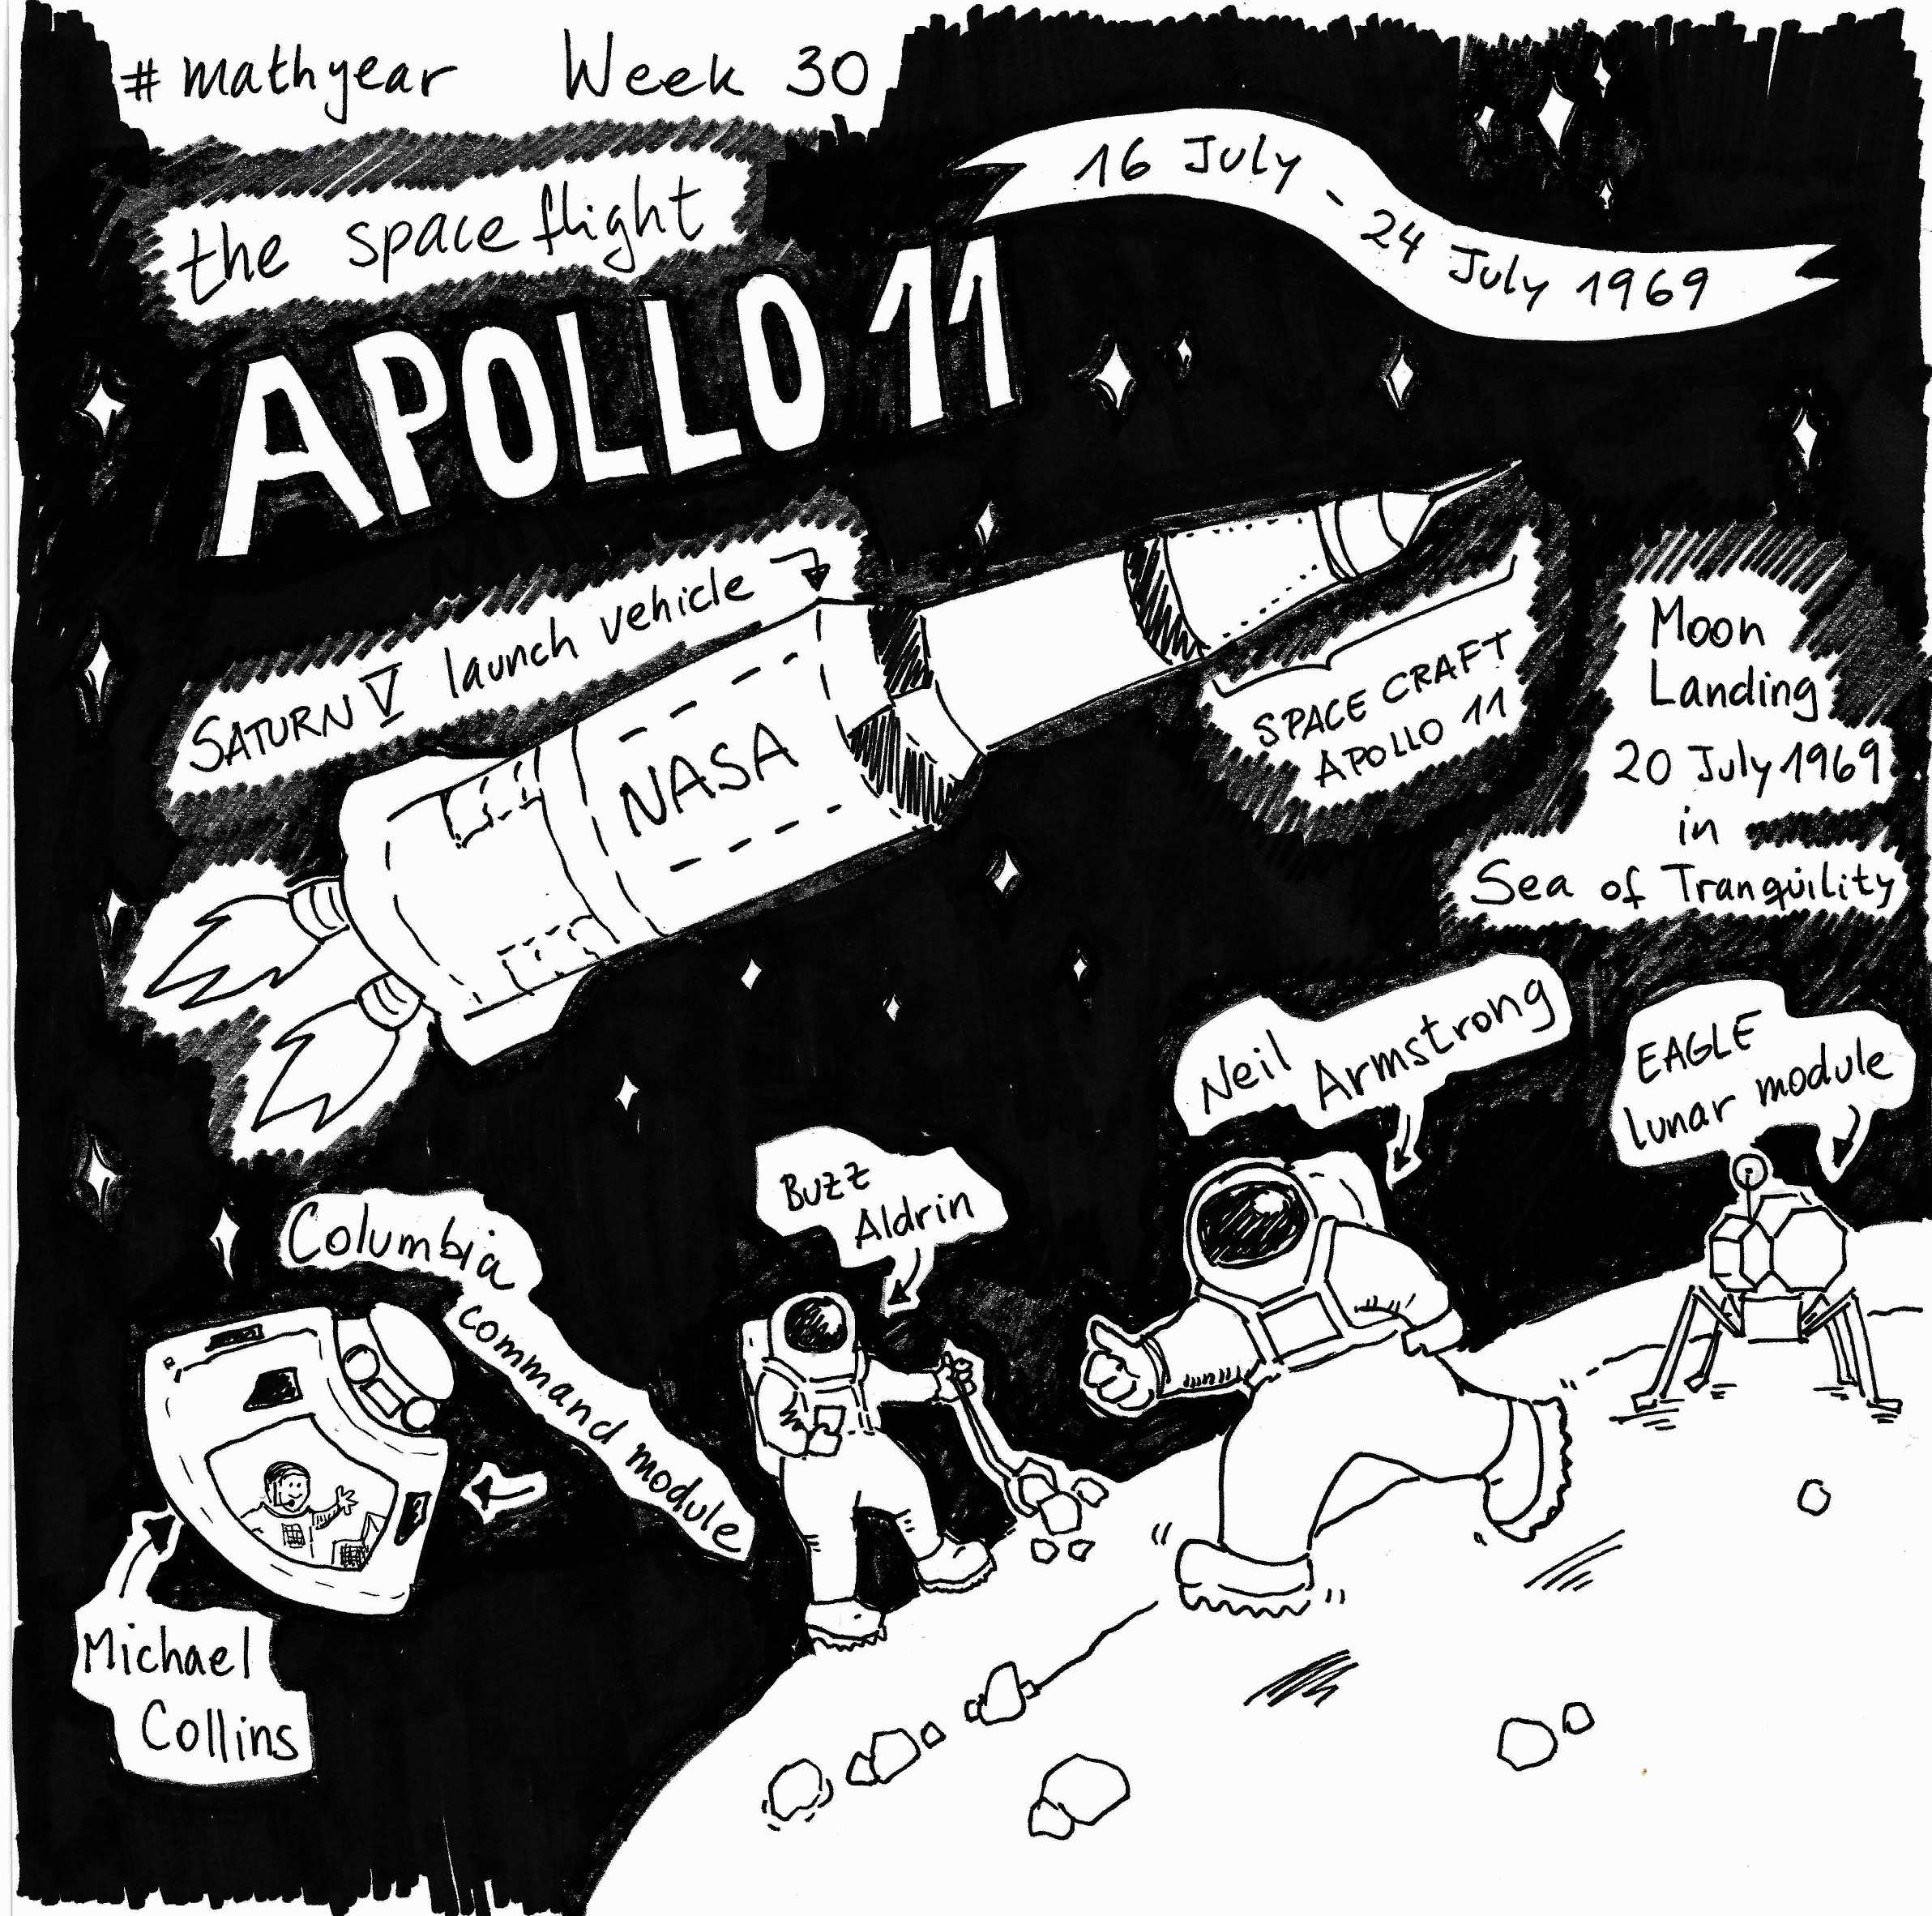 # mathyear Week 30
the space flight
APOLLO 11
16 July - 24 July 1969
SATURN V launch vehicle
NASA
SPACE CRAFT
APOLLO 11
Moon
Landing
20 July 1969
in
Sea of Tranquility
Neil
Armstrong
EAGLE
lunar module
Buzz
Aldrin
Columbia
command module
Michael
Collins